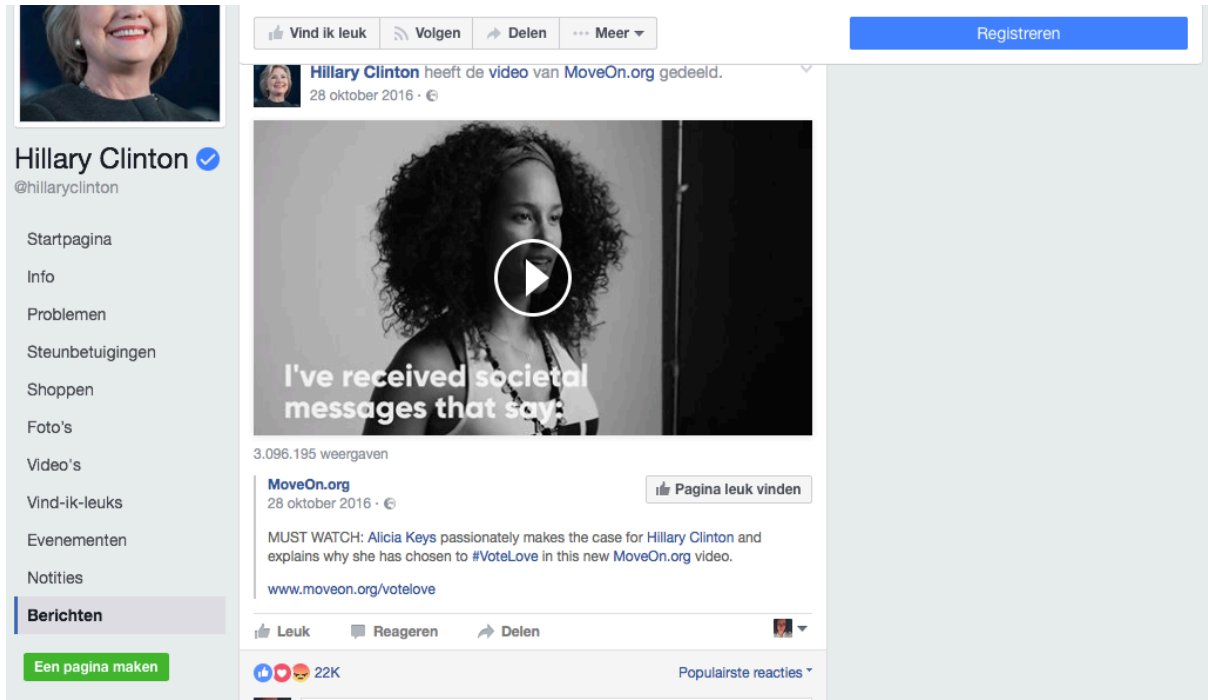 Vind ik leuk
Volgen
Delen
Meer
Registreren
Hillary Clinton
@hillaryclinton
Startpagina
Info
Problemen
Steunbetuigingen
Shoppen
Foto's
Video's
Vind-ik-leuks
Evenementen
Notities
Berichten
Een pagina maken
Hillary Clinton heeft de video van MoveOn.org gedeeld.
28 oktober 2016 ·
I've received societal
messages that say:
3.096.195 weergaven
MoveOn.org
28 oktober 2016 ·
Pagina leuk vinden
MUST WATCH: Alicia Keys passionately makes the case for Hillary Clinton and
explains why she has chosen to #VoteLove in this new MoveOn.org video.
www.moveon.org/votelove
Leuk
Reageren
Delen
22K
Populairste reacties